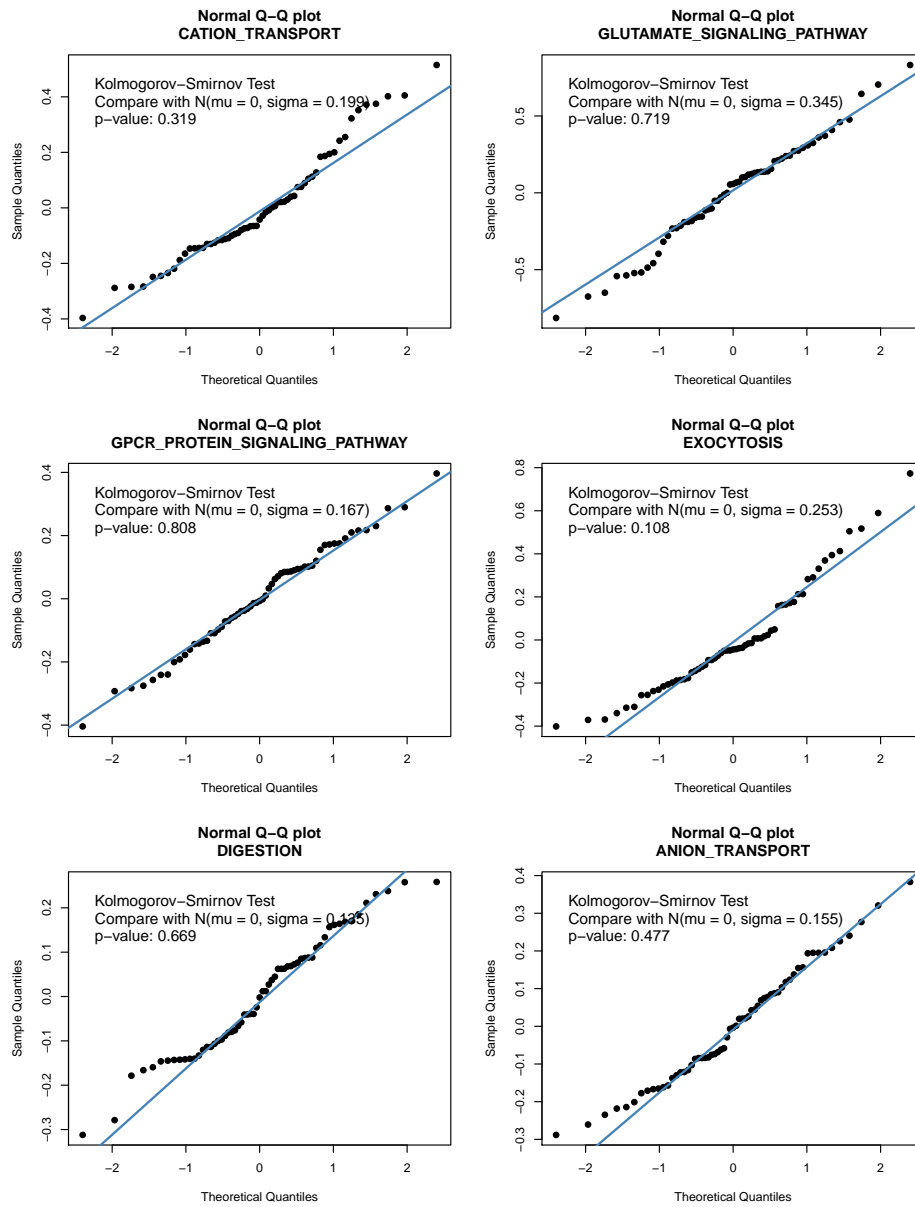 Normal Q−Q plot
CATION_TRANSPORT
Kolmogorov−Smirnov Test
Compare with N(mu = 0, sigma = 0.199)
p−value: 0.319
Sample Quantiles
0.4
0.2
0.0
−0.2
−0.4
−2
−1
0
1
2
Theoretical Quantiles
Normal Q−Q plot
GLUTAMATE_SIGNALING_PATHWAY
Kolmogorov−Smirnov Test
Compare with N(mu = 0, sigma = 0.345)
p−value: 0.719
Sample Quantiles
0.5
0.0
−0.5
−2
−1
0
1
2
Theoretical Quantiles
Normal Q−Q plot
GPCR_PROTEIN_SIGNALING_PATHWAY
Kolmogorov−Smirnov Test
Compare with N(mu = 0, sigma = 0.167)
p−value: 0.808
Sample Quantiles
0.4
0.2
0.0
−0.2
−0.4
−2
−1
0
1
2
Theoretical Quantiles
Normal Q−Q plot
EXOCYTOSIS
Kolmogorov−Smirnov Test
Compare with N(mu = 0, sigma = 0.253)
p−value: 0.108
Sample Quantiles
0.8
0.6
0.4
0.2
0.0
−0.2
−0.4
−2
−1
0
1
2
Theoretical Quantiles
Normal Q−Q plot
DIGESTION
Kolmogorov−Smirnov Test
Compare with N(mu = 0, sigma = 0.135)
p−value: 0.669
Sample Quantiles
0.2
0.1
0.0
−0.1
−0.2
−0.3
−2
−1
0
1
2
Theoretical Quantiles
Normal Q−Q plot
ANION_TRANSPORT
Kolmogorov−Smirnov Test
Compare with N(mu = 0, sigma = 0.155)
p−value: 0.477
Sample Quantiles
0.4
0.3
0.2
0.1
0.0
−0.1
−0.2
−0.3
−2
−1
0
1
2
Theoretical Quantiles